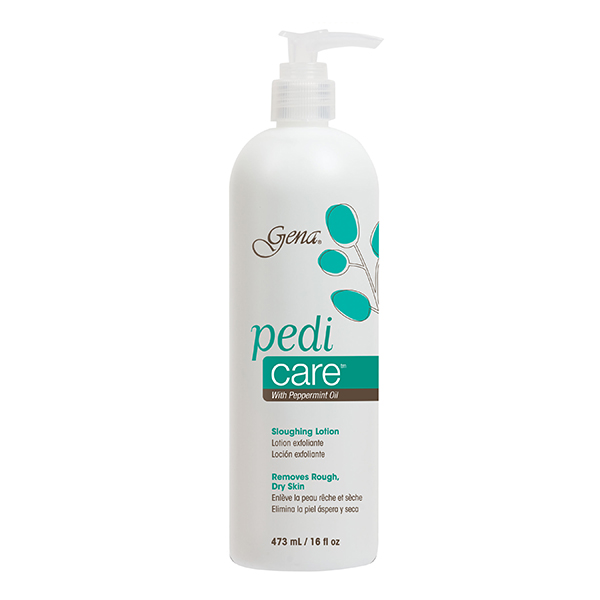 Gena®
pedi
care™
With Peppermint Oil
Sloughing Lotion
Lotion exfoliante
Loción exfoliante
Removes Rough,
Dry Skin
Enlève la peau rêche et sèche
Elimina la piel áspera y seca
473 mL / 16 fl oz